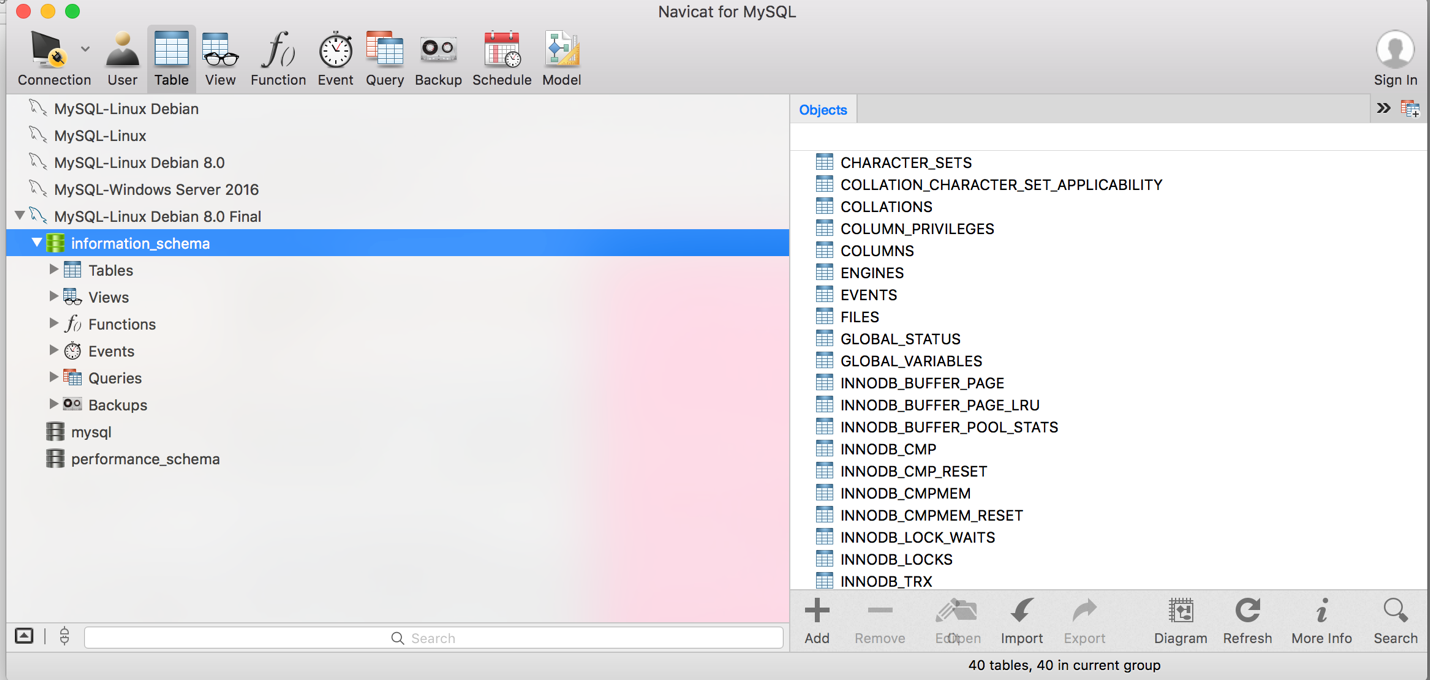 Navicat for MySQL
Connection User Table View Function Event Query Backup Schedule Model Sign In
MySQL-Linux Debian
MySQL-Linux
MySQL-Linux Debian 8.0
MySQL-Windows Server 2016
MySQL-Linux Debian 8.0 Final
information_schema
Tables
Views
Functions
Events
Queries
Backups
mysql
performance_schema
Search
Objects
CHARACTER_SETS
COLLATION_CHARACTER_SET_APPLICABILITY
COLLATIONS
COLUMN_PRIVILEGES
COLUMNS
ENGINES
EVENTS
FILES
GLOBAL_STATUS
GLOBAL_VARIABLES
INNODB_BUFFER_PAGE
INNODB_BUFFER_PAGE_LRU
INNODB_BUFFER_POOL_STATS
INNODB_CMP
INNODB_CMP_RESET
INNODB_CMPMEM
INNODB_CMPMEM_RESET
INNODB_LOCK_WAITS
INNODB_LOCKS
INNODB_TRX
Add Remove Edit Open Import Export Diagram Refresh More Info Search
40 tables, 40 in current group